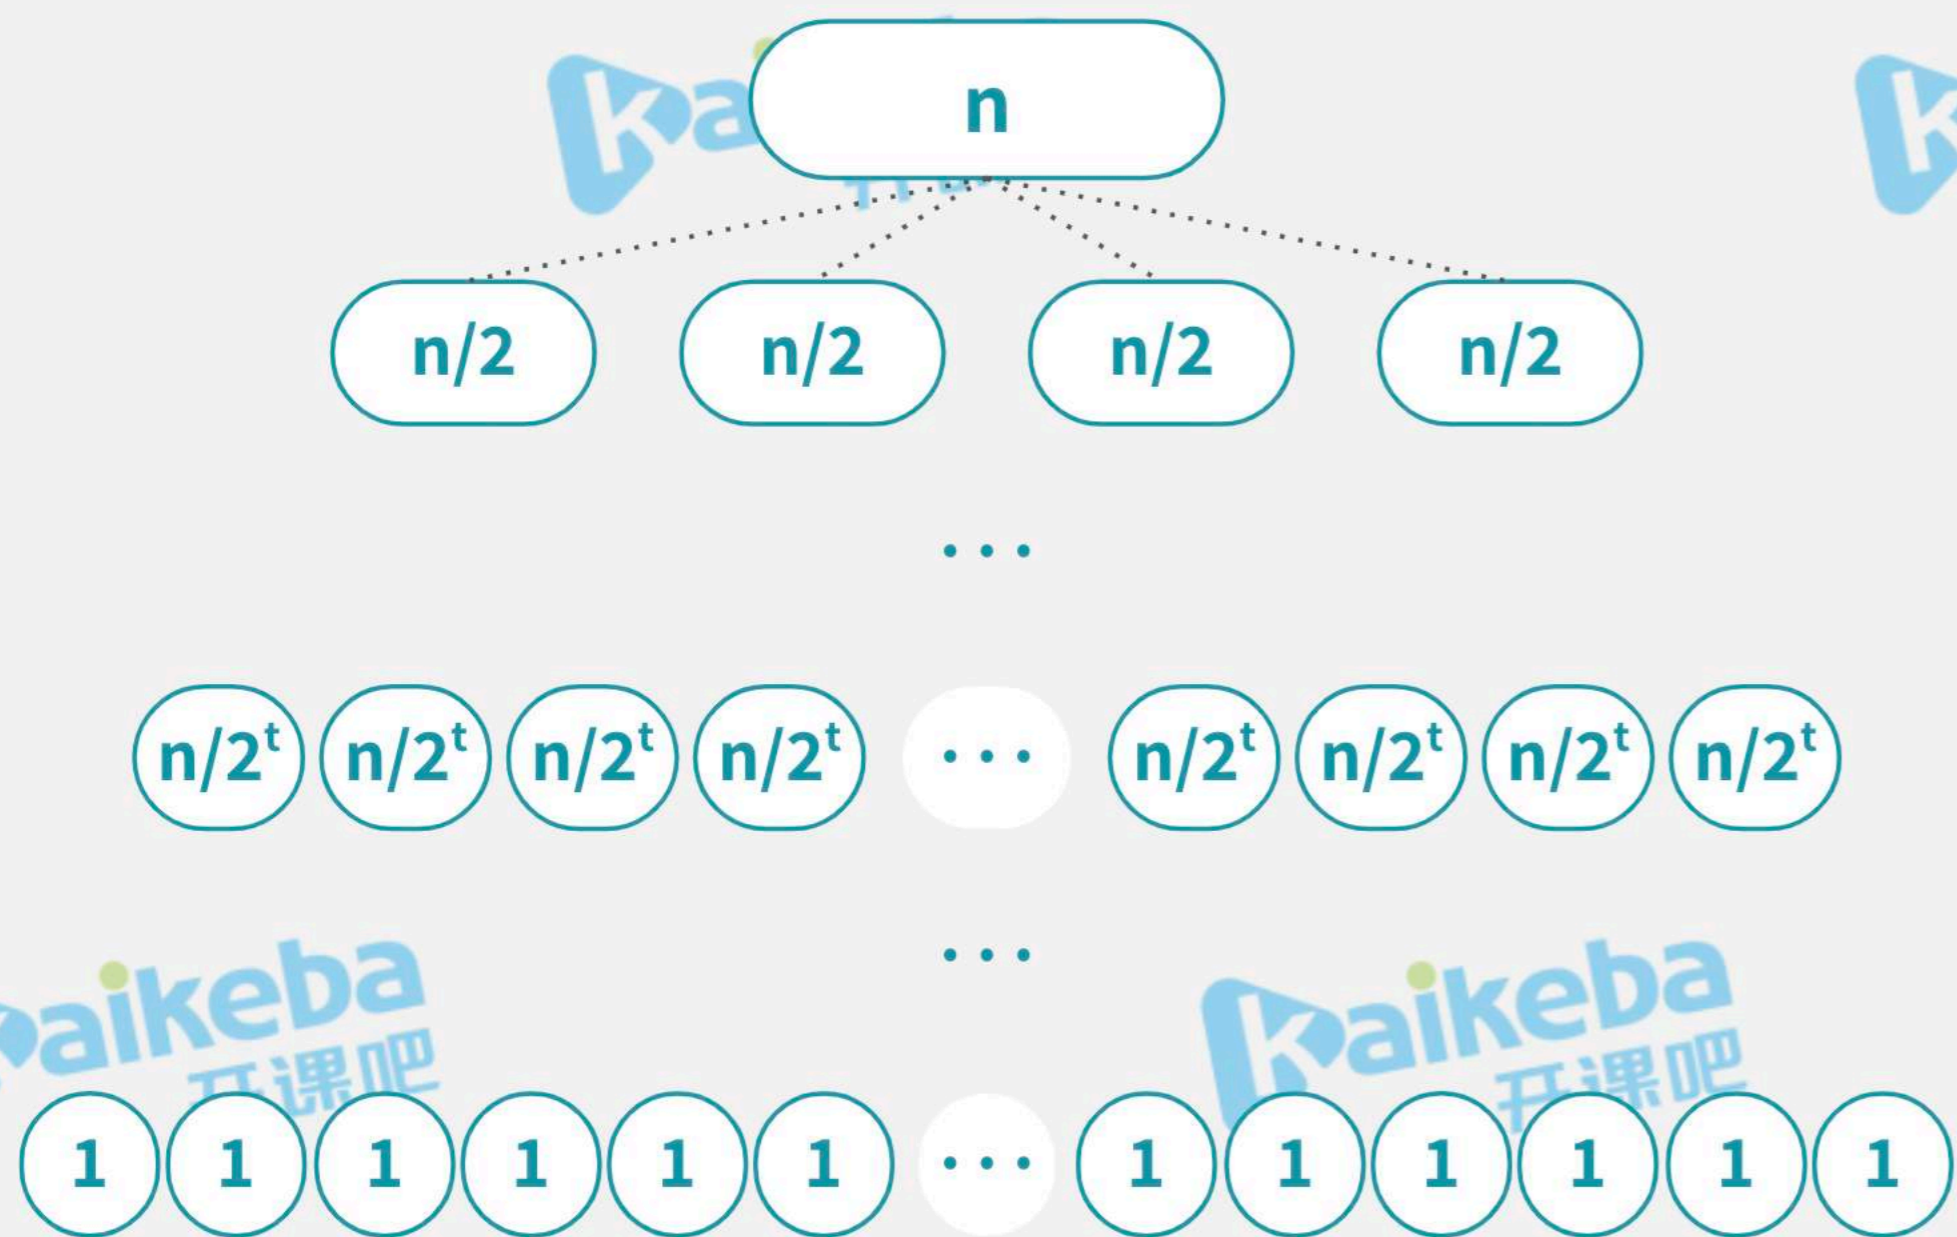 n
n/2 n/2 n/2 n/2
...
n/2ᵗ n/2ᵗ n/2ᵗ n/2ᵗ ... n/2ᵗ n/2ᵗ n/2ᵗ n/2ᵗ
...
aikeba kaikeba
开课吧 开课吧
1 1 1 1 1 1 ... 1 1 1 1 1 1